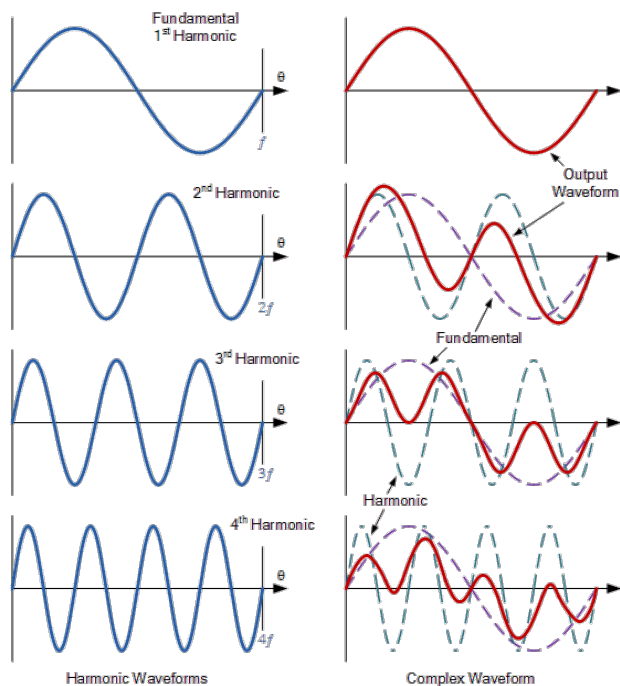 Fundamental
1st Harmonic
θ
f
Output
Waveform
2nd Harmonic
θ
2f
Fundamental
3rd Harmonic
θ
3f
Harmonic
4th Harmonic
θ
4f
Harmonic Waveforms
Complex Waveform